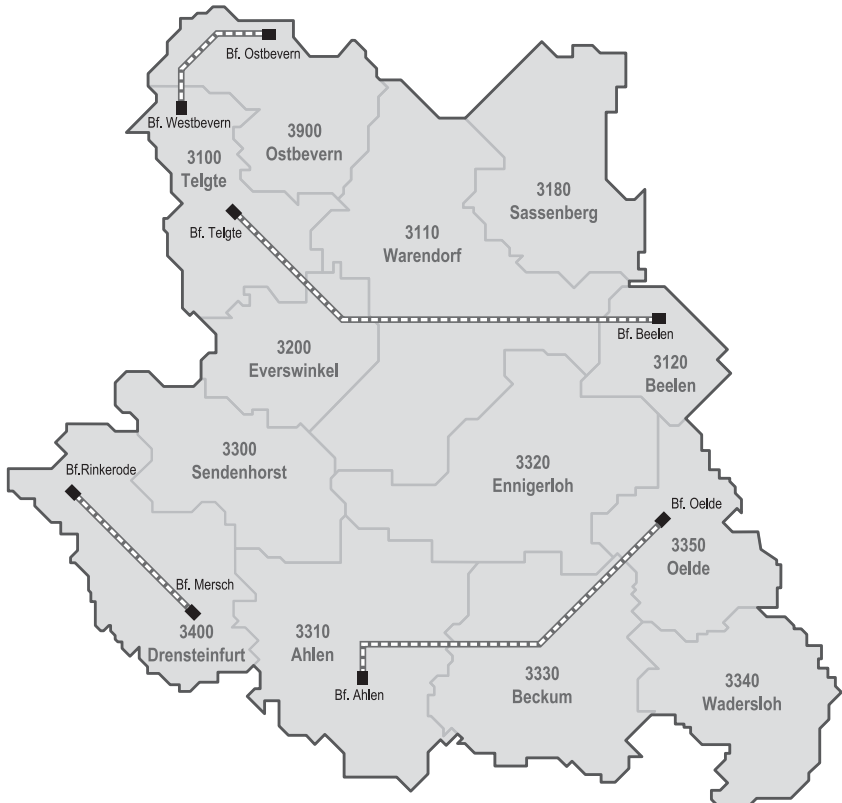 Bf. Ostbevern
Bf. Westbevern
3900
Ostbevern
3100
Telgte
3180
Sassenberg
Bf. Telgte
3110
Warendorf
Bf. Beelen
3200
Everswinkel
3120
Beelen
3300
Sendenhorst
3320
Ennigerloh
Bf.Rinkerode
Bf. Oelde
3350
Oelde
Bf. Mersch
3400
Drensteinfurt
3310
Ahlen
Bf. Ahlen
3330
Beckum
3340
Wadersloh